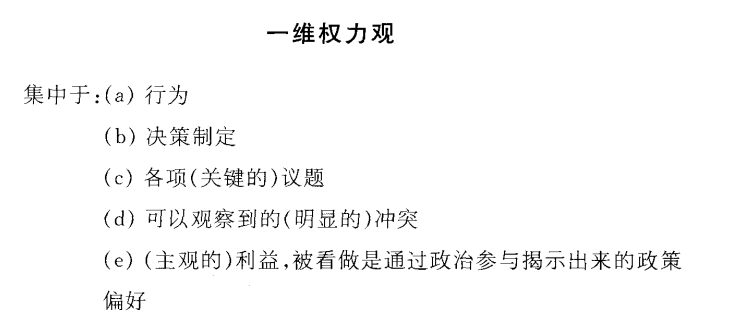 一维权力观
集中于:(a) 行为
(b) 决策制定
(c) 各项(关键的)议题
(d) 可以观察到的(明显的)冲突
(e) (主观的)利益,被看做是通过政治参与揭示出来的政策
偏好